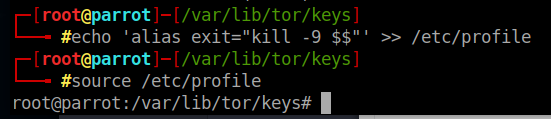 ┌─[root@parrot]─[/var/lib/tor/keys]
└──╼ #echo 'alias exit="kill -9 $$"' >> /etc/profile
┌─[root@parrot]─[/var/lib/tor/keys]
└──╼ #source /etc/profile
root@parrot:/var/lib/tor/keys#